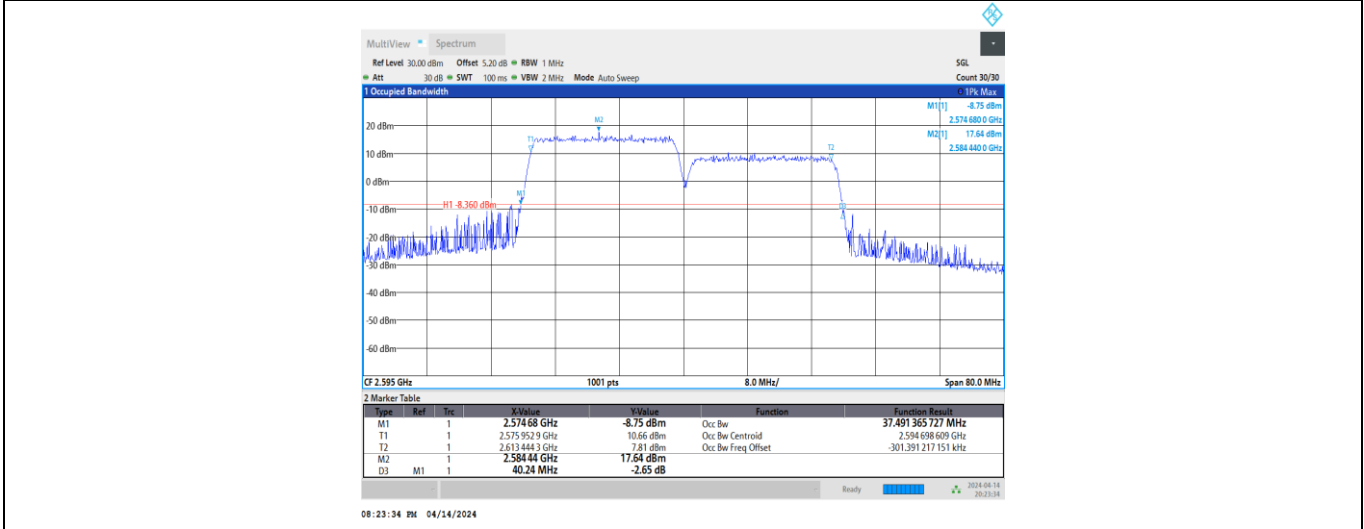 MultiView Spectrum
Ref Level 30.00 dBm Offset 5.20 dB RBW 1 MHz SGL
Att 30 dB SWT 100 ms VBW 2 MHz Mode Auto Sweep Count 30/30
1 Occupied Bandwidth 1Pk Max
M1[1] -8.75 dBm
2.574 680 0 GHz
M2[1] 17.64 dBm
2.584 440 0 GHz
M2
20 dBm
T1
T2
10 dBm
0 dBm
M1
H1 -8.360 dBm
D3
-10 dBm
-20 dBm
-30 dBm
-40 dBm
-50 dBm
-60 dBm
CF 2.595 GHz 1001 pts 8.0 MHz/ Span 80.0 MHz
2 Marker Table
Type Ref Trc X-Value Y-Value Function Function Result
M1 1 2.574 68 GHz -8.75 dBm Occ Bw 37.491 365 727 MHz
T1 1 2.575 952 9 GHz 10.66 dBm Occ Bw Centroid 2.594 698 609 GHz
T2 1 2.613 444 3 GHz 7.81 dBm Occ Bw Freq Offset -301.391 217 151 kHz
M2 1 2.584 44 GHz 17.64 dBm
D3 M1 1 40.24 MHz -2.65 dB
Ready 2024-04-14
20:23:34
08:23:34 PM 04/14/2024